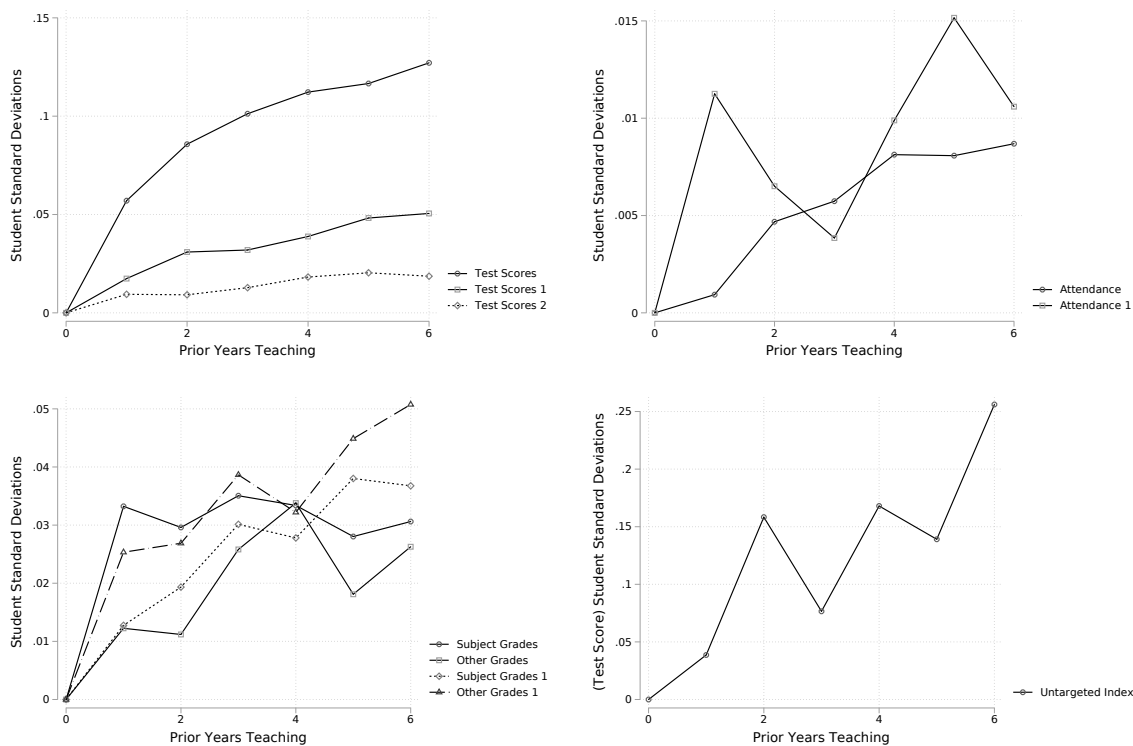 .15
.1
.05
0
Student Standard Deviations
0 2 4 6
Prior Years Teaching
Test Scores
Test Scores 1
Test Scores 2
.015
.01
.005
0
Student Standard Deviations
0 2 4 6
Prior Years Teaching
Attendance
Attendance 1
.05
.04
.03
.02
.01
0
Student Standard Deviations
0 2 4 6
Prior Years Teaching
Subject Grades
Other Grades
Subject Grades 1
Other Grades 1
.25
.2
.15
.1
.05
0
(Test Score) Student Standard Deviations
0 2 4 6
Prior Years Teaching
Untargeted Index